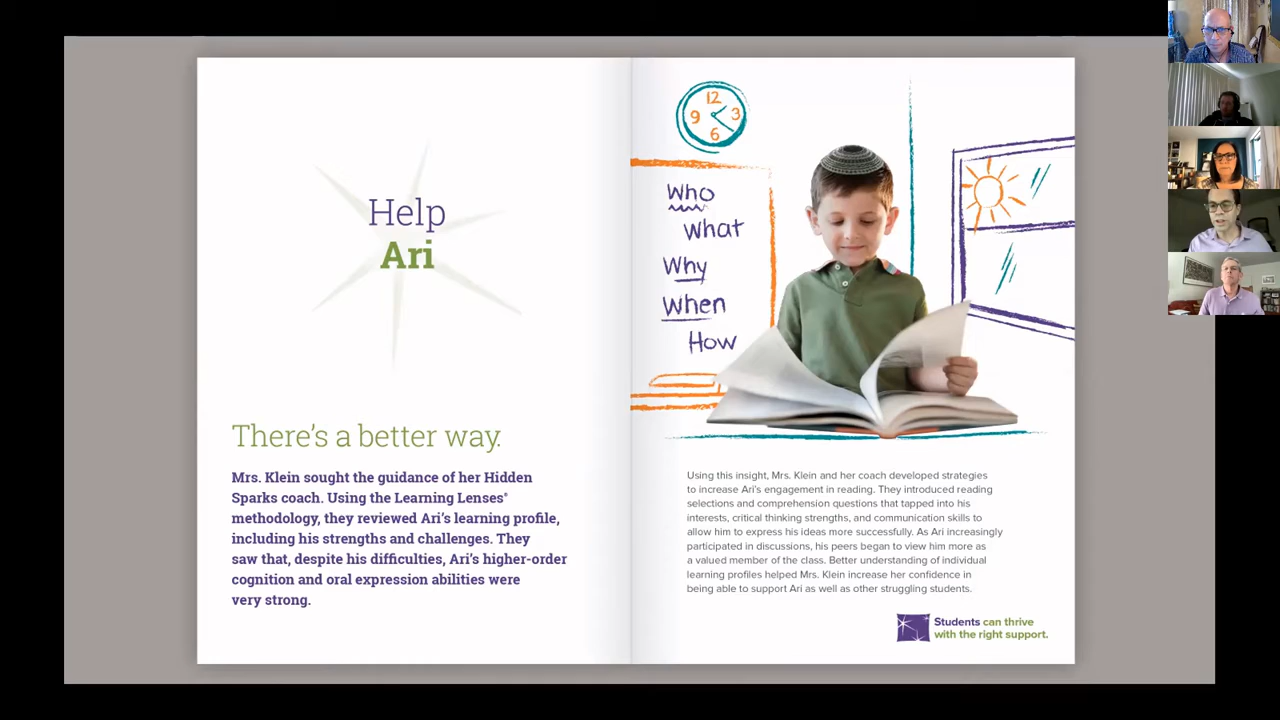 Help
Ari
There's a better way.
Mrs. Klein sought the guidance of her Hidden
Sparks coach. Using the Learning Lenses®
methodology, they reviewed Ari's learning profile,
including his strengths and challenges. They
saw that, despite his difficulties, Ari's higher-order
cognition and oral expression abilities were
very strong.
12
9 3
6
Who
What
Why
When
How
Using this insight, Mrs. Klein and her coach developed strategies
to increase Ari's engagement in reading. They introduced reading
selections and comprehension questions that tapped into his
interests, critical thinking strengths, and communication skills to
allow him to express his ideas more successfully. As Ari increasingly
participated in discussions, his peers began to view him more as
a valued member of the class. Better understanding of individual
learning profiles helped Mrs. Klein increase her confidence in
being able to support Ari as well as other struggling students.
Students can thrive
with the right support.